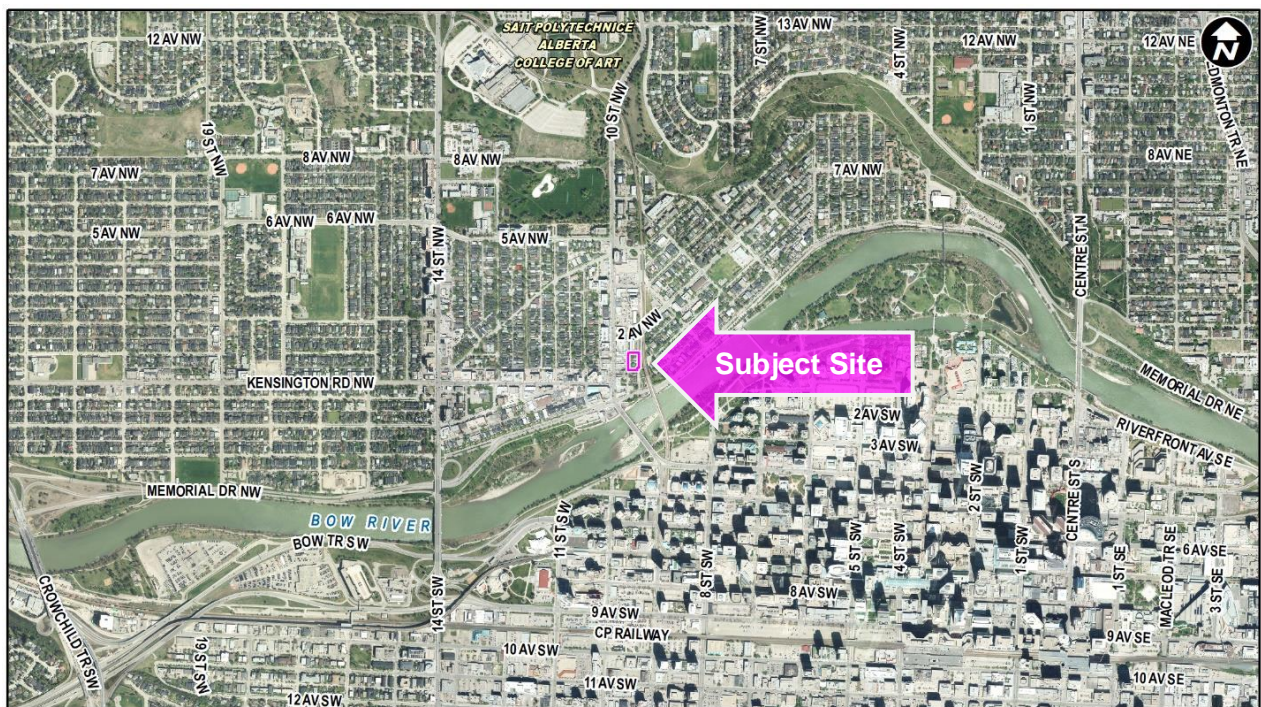 SAIT POLYTECHNICE
ALBERTA
COLLEGE OF ART
12 AV NW
13 AV NW
7 ST NW
4 ST NW
12 AV NW
12 AV NE
N
DMONTON TR NE
10 ST NW
1 ST NW
19 ST NW
8 AV NW
8 AV NW
8 AV NE
7 AV NW
7 AV NW
6 AV NW
6 AV NW
5 AV NW
5 AV NW
14 ST NW
CENTRE ST N
2 AV NW
Subject Site
KENSINGTON RD NW
MEMORIAL DR NE
2 AV SW
3 AV SW
RIVERFRONT AV SE
MEMORIAL DR NW
BOW RIVER
BOW TR SW
11 ST SW
2 ST SW
CENTRE ST S
8 ST SW
5 ST SW
4 ST SW
1 ST SW
1 ST SE
MACLEOD TR SE
6 AV SE
3 ST SE
CROWCHILD TR SW
14 ST SW
8 AV SW
9 AV SW
CP RAILWAY
9 AV SE
19 ST SW
10 AV SW
10 AV SE
11 AV SW
12 AV SW